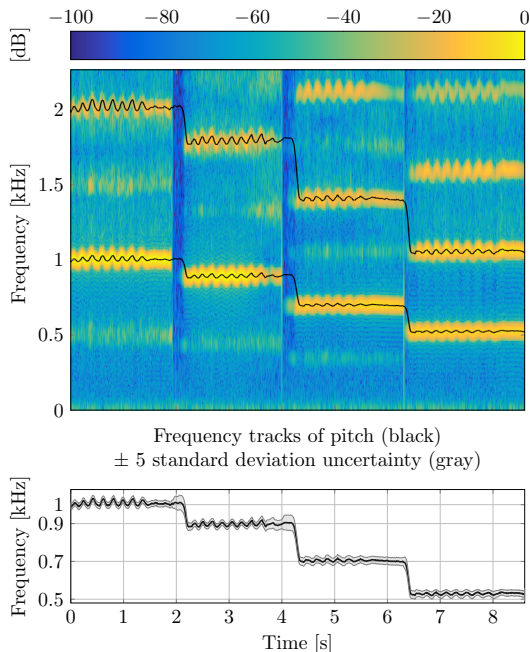 −100 −80 −60 −40 −20 0
[dB]
2
1.5
1
0.5
0
Frequency [kHz]
Frequency tracks of pitch (black)
± 5 standard deviation uncertainty (gray)
1
0.9
0.7
0.5
Frequency [kHz]
0 1 2 3 4 5 6 7 8
Time [s]